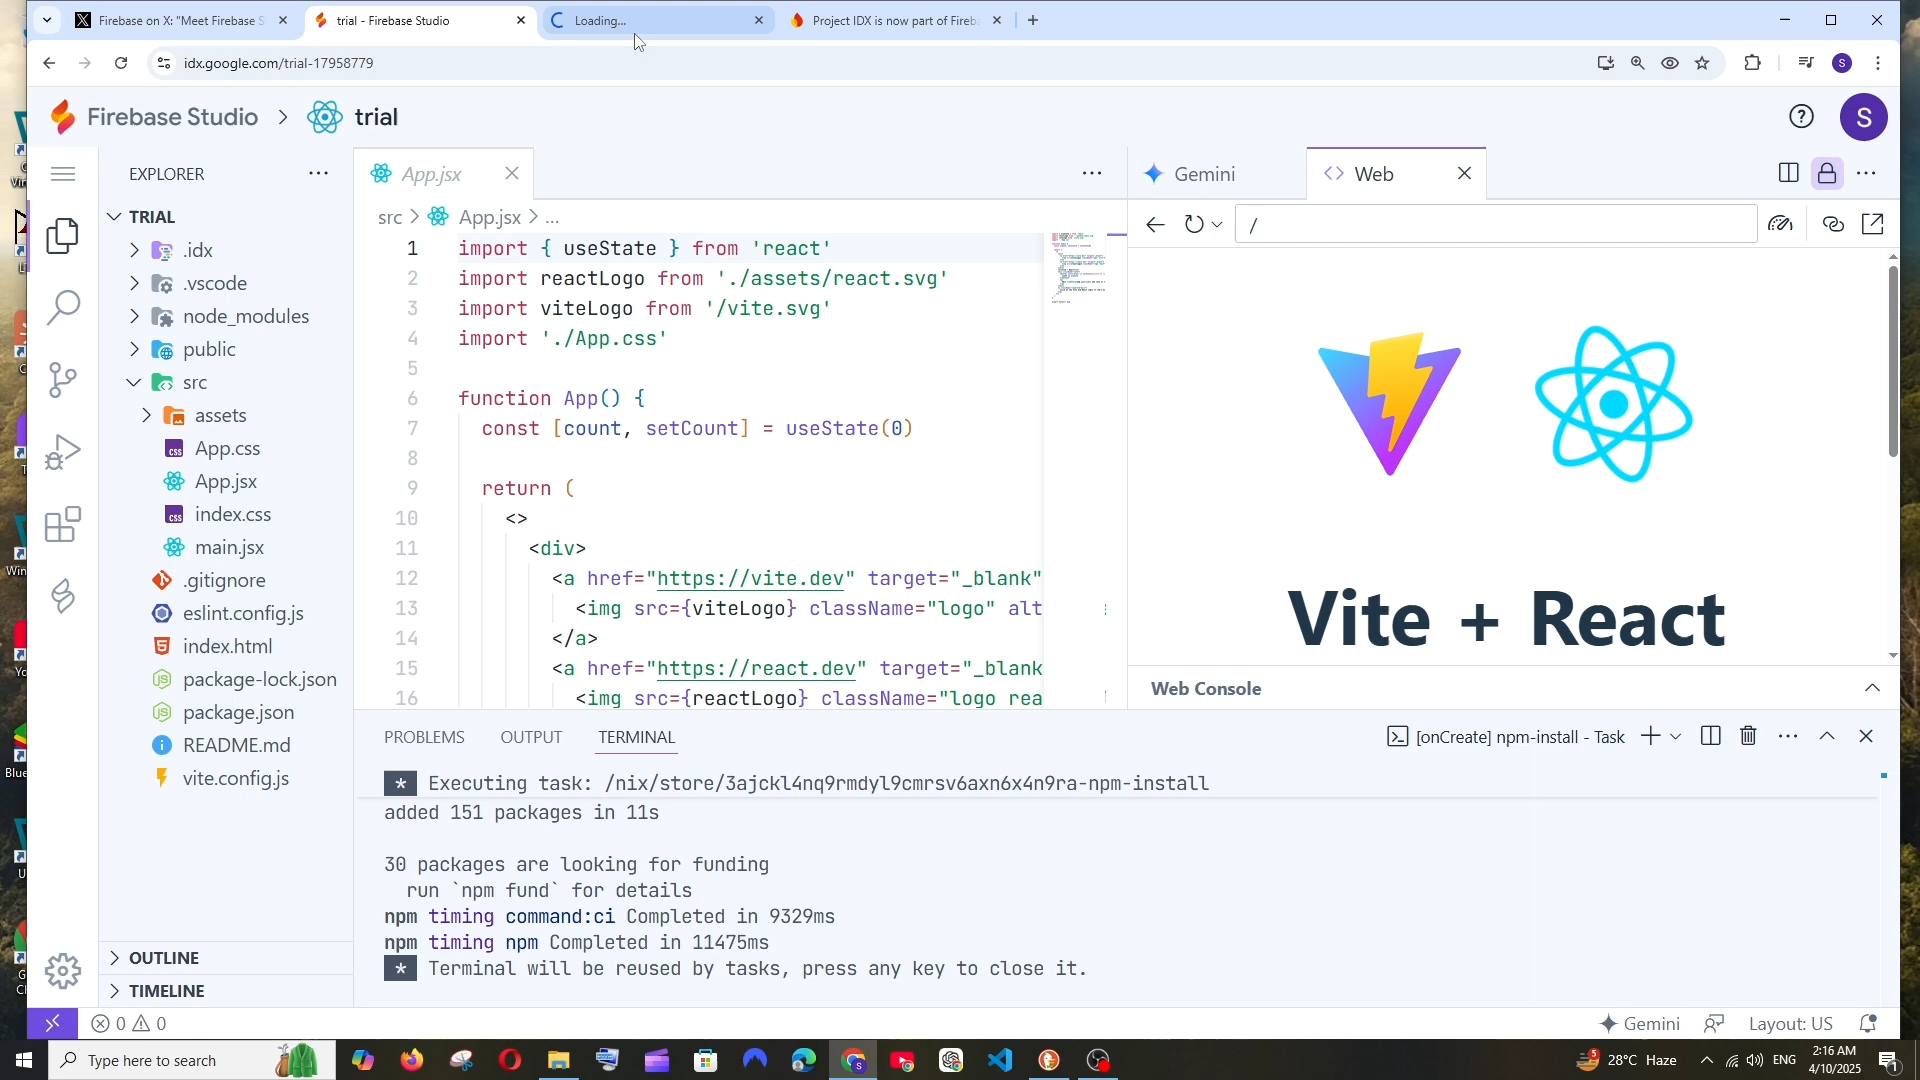 Firebase on X: "Meet Firebase S
trial - Firebase Studio
Loading...
Project IDX is now part of Fireba
idx.google.com/trial-17958779
S
Firebase Studio > trial
S
EXPLORER
App.jsx
Gemini
Web
TRIAL
src > App.jsx > ...
/
.idx
.vscode
node_modules
public
src
assets
App.css
App.jsx
index.css
main.jsx
.gitignore
eslint.config.js
index.html
package-lock.json
package.json
README.md
vite.config.js
OUTLINE
TIMELINE
1 import { useState } from 'react'
2 import reactLogo from './assets/react.svg'
3 import viteLogo from '/vite.svg'
4 import './App.css'
5
6 function App() {
7 const [count, setCount] = useState(0)
8
9 return (
10 <>
11 <div>
12 <a href="https://vite.dev" target="_blank"
13 <img src={viteLogo} className="logo" alt
14 </a>
15 <a href="https://react.dev" target="_blank
16 <img src={reactLogo} className="logo rea
Vite + React
Web Console
PROBLEMS
OUTPUT
TERMINAL
[onCreate] npm-install - Task
* Executing task: /nix/store/3ajckl4nq9rmdyl9cmrsv6axn6x4n9ra-npm-install
added 151 packages in 11s
30 packages are looking for funding
run `npm fund` for details
npm timing command:ci Completed in 9329ms
npm timing npm Completed in 11475ms
* Terminal will be reused by tasks, press any key to close it.
0 0
Gemini
Layout: US
Type here to search
5
28°C Haze
ENG
2:16 AM
4/10/2025
1